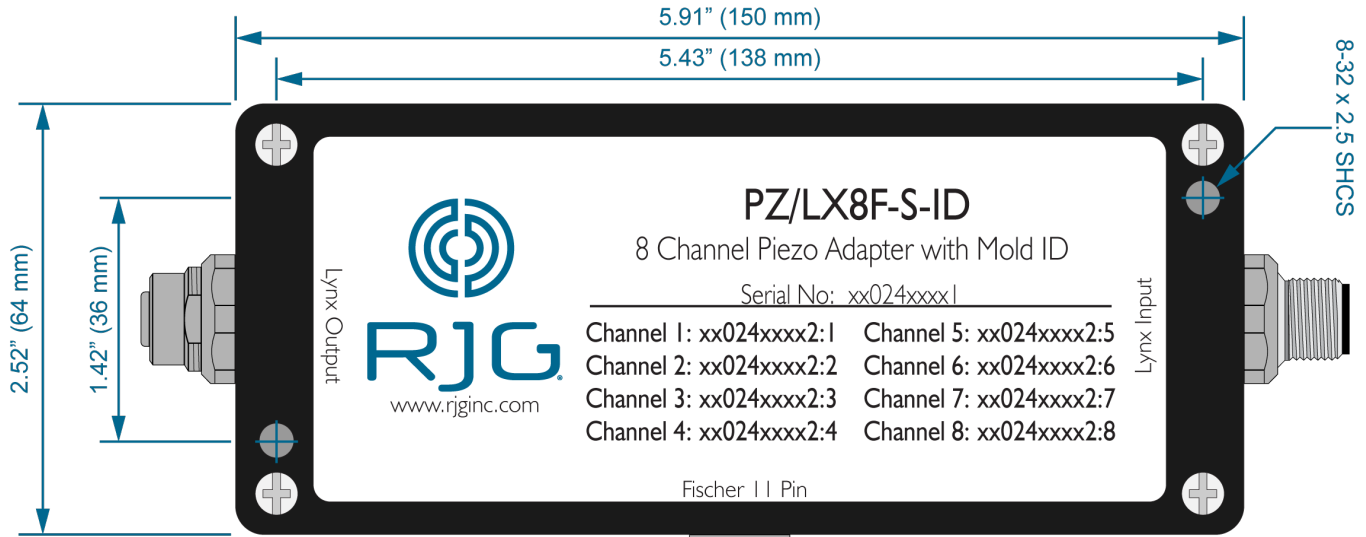 5.91” (150 mm)
5.43” (138 mm)
8-32 x 2.5 SHCS
2.52” (64 mm)
1.42” (36 mm)
Lynx Output
RJG
www.rjginc.com
PZ/LX8F-S-ID
8 Channel Piezo Adapter with Mold ID
Serial No: xx024xxxx1
Channel 1: xx024xxxx2:1 Channel 5: xx024xxxx2:5
Channel 2: xx024xxxx2:2 Channel 6: xx024xxxx2:6
Channel 3: xx024xxxx2:3 Channel 7: xx024xxxx2:7
Channel 4: xx024xxxx2:4 Channel 8: xx024xxxx2:8
Lynx Input
Fischer 11 Pin